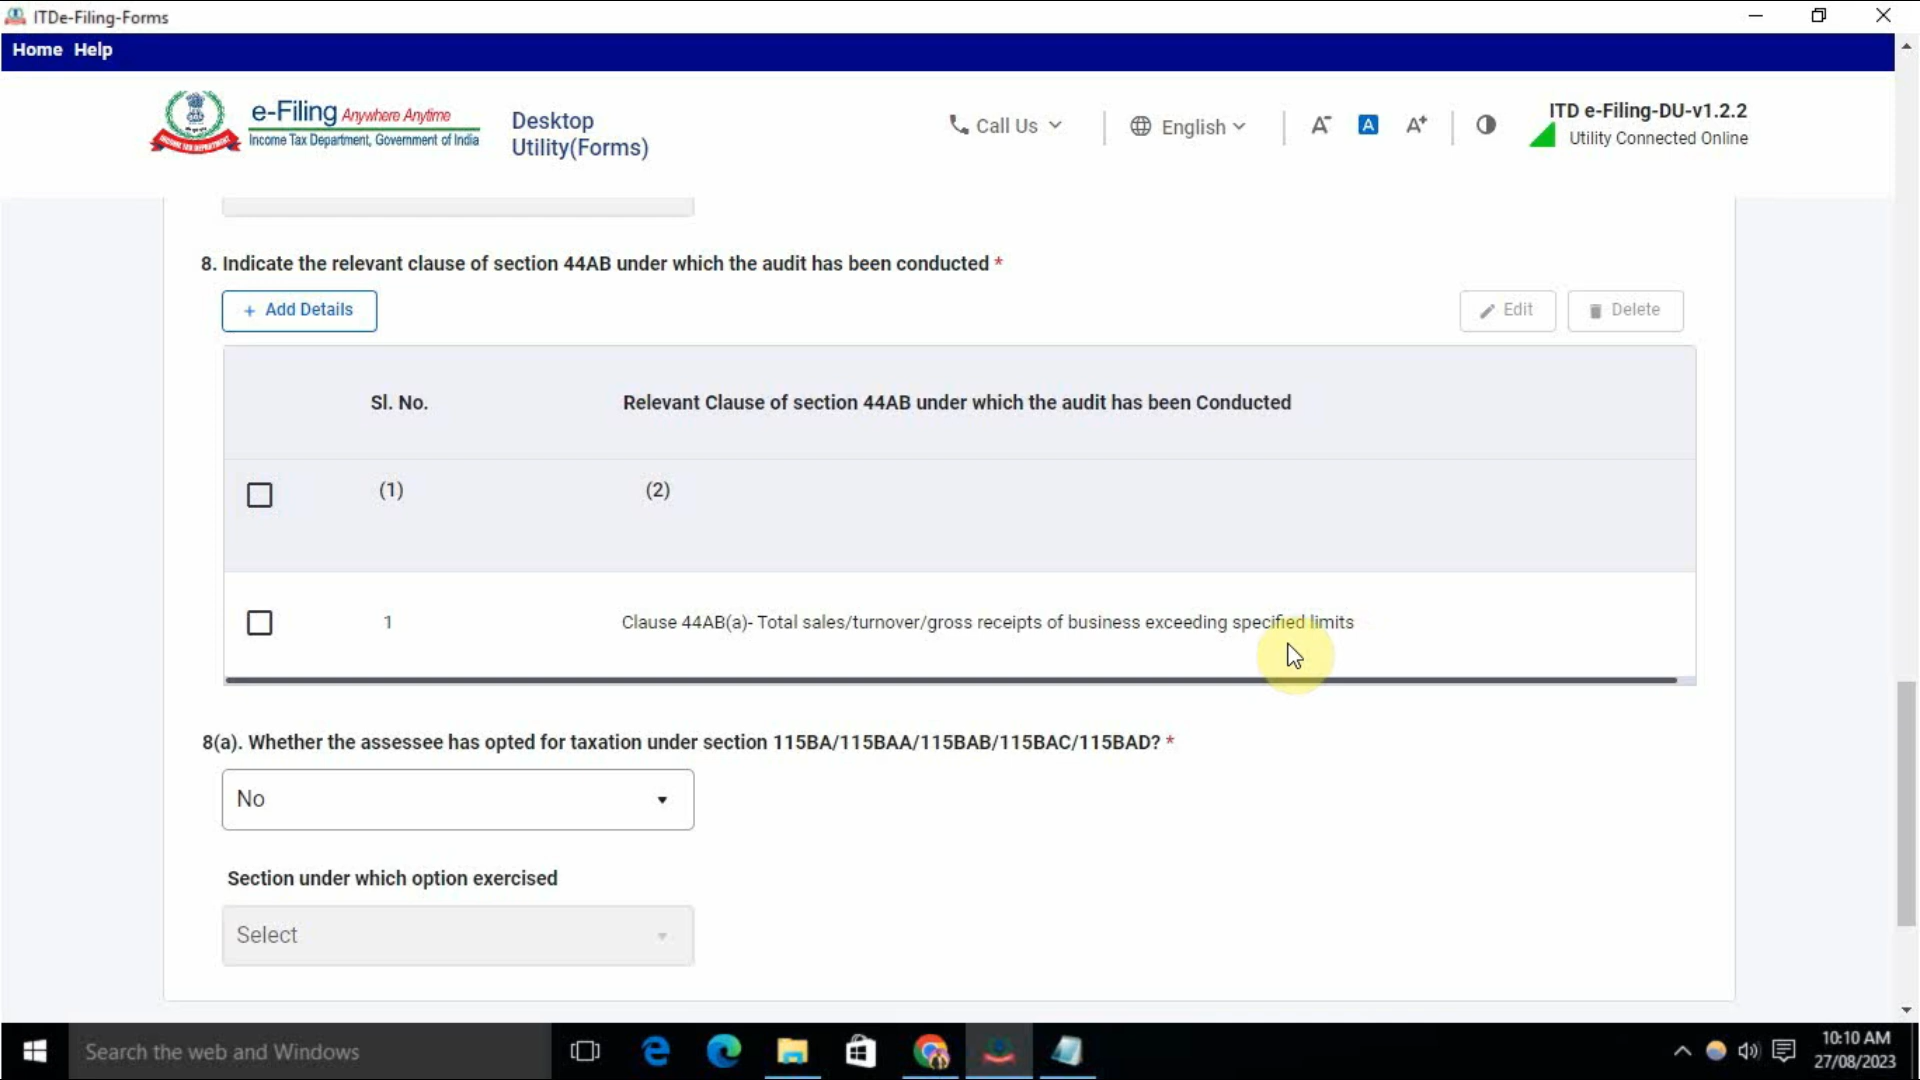 ITDe-Filing-Forms
Home Help
e-Filing Anywhere Anytime
Income Tax Department, Government of India
Desktop
Utility(Forms)
Call Us
English
A-
A
A+
ITD e-Filing-DU-v1.2.2
Utility Connected Online
8. Indicate the relevant clause of section 44AB under which the audit has been conducted *
+ Add Details
Edit
Delete
Sl. No.
Relevant Clause of section 44AB under which the audit has been Conducted
(1)
(2)
1
Clause 44AB(a)- Total sales/turnover/gross receipts of business exceeding specified limits
8(a). Whether the assessee has opted for taxation under section 115BA/115BAA/115BAB/115BAC/115BAD? *
No
Section under which option exercised
Select
Search the web and Windows
10:10 AM
27/08/2023